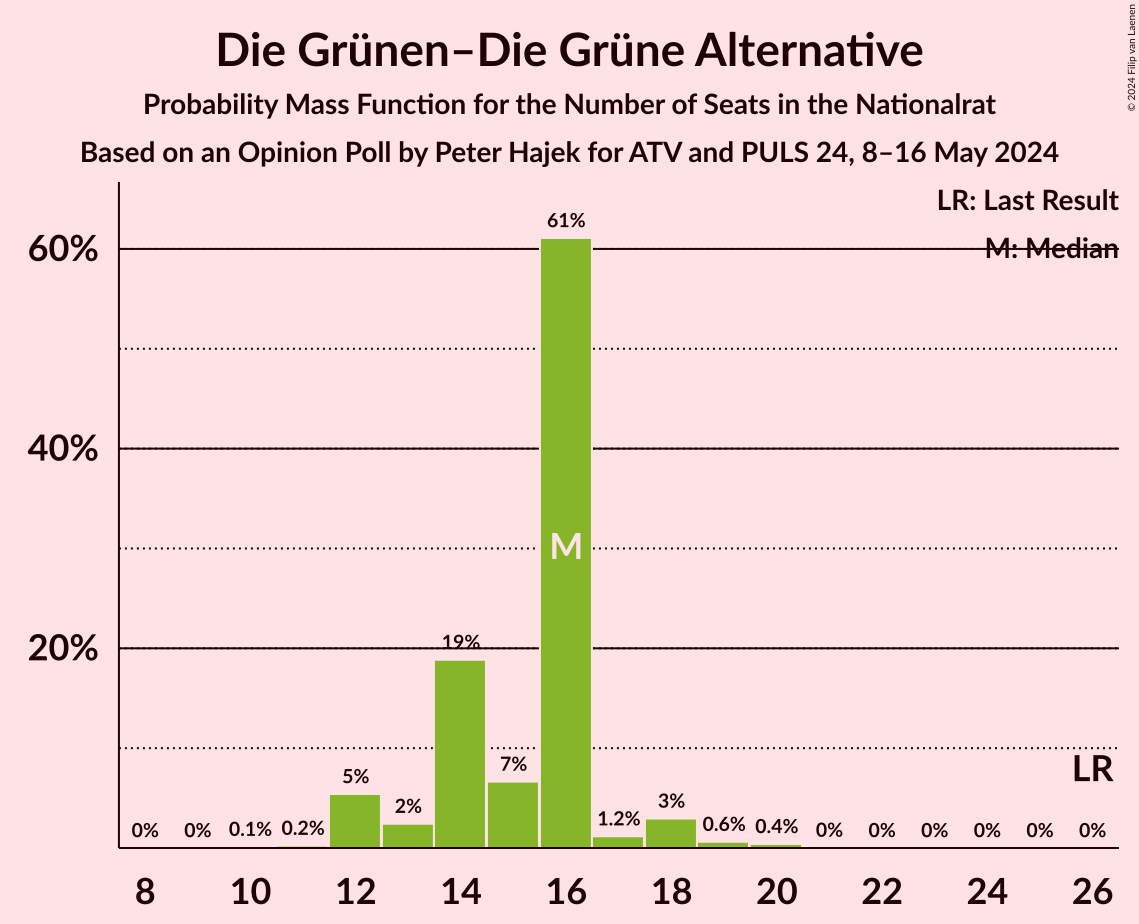 Die Grünen–Die Grüne Alternative
Probability Mass Function for the Number of Seats in the Nationalrat
Based on an Opinion Poll by Peter Hajek for ATV and PULS 24, 8–16 May 2024
© 2024 Filip van Laenen
LR: Last Result
M: Median
60%
40%
20%
61%
M
19%
7%
5%
2%
0%
0%
0.1%
0.2%
1.2%
3%
0.6%
0.4%
0%
0%
0%
0%
0%
0%
LR
8 10 12 14 16 18 20 22 24 26